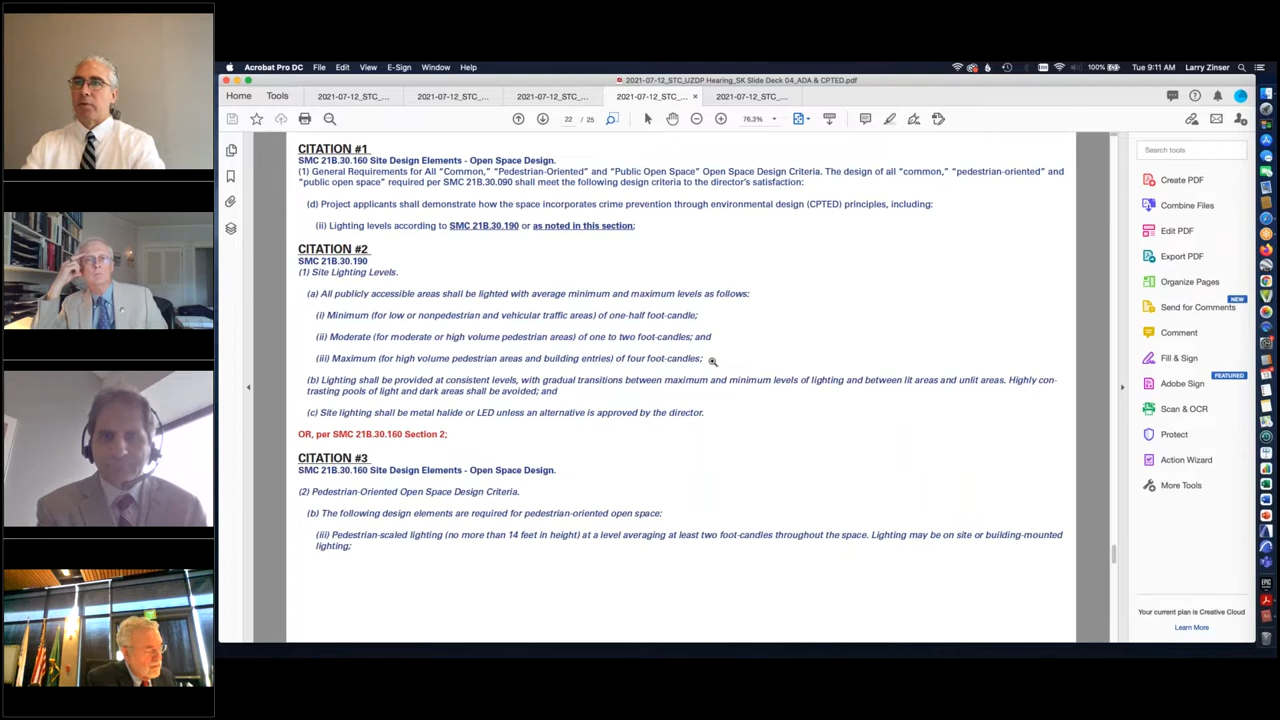 Acrobat Pro DC File Edit View E-Sign Window Help
100% Tue 9:11 AM Larry Zinser
2021-07-12_STC_UZDP Hearing_SK Slide Deck 04_ADA & CPTED.pdf
Home Tools 2021-07-12_STC_... 2021-07-12_STC_... 2021-07-12_STC_... 2021-07-12_STC_... × 2021-07-12_STC_...
22 / 25 76.3%
CITATION #1
SMC 21B.30.160 Site Design Elements - Open Space Design.
(1) General Requirements for All “Common,” “Pedestrian-Oriented” and “Public Open Space” Open Space Design Criteria. The design of all “common,” “pedestrian-oriented” and
“public open space” required per SMC 21B.30.090 shall meet the following design criteria to the director’s satisfaction:
(d) Project applicants shall demonstrate how the space incorporates crime prevention through environmental design (CPTED) principles, including:
(ii) Lighting levels according to SMC 21B.30.190 or as noted in this section;
CITATION #2
SMC 21B.30.190
(1) Site Lighting Levels.
(a) All publicly accessible areas shall be lighted with average minimum and maximum levels as follows:
(i) Minimum (for low or nonpedestrian and vehicular traffic areas) of one-half foot-candle;
(ii) Moderate (for moderate or high volume pedestrian areas) of one to two foot-candles; and
(iii) Maximum (for high volume pedestrian areas and building entries) of four foot-candles;
(b) Lighting shall be provided at consistent levels, with gradual transitions between maximum and minimum levels of lighting and between lit areas and unlit areas. Highly con-
trasting pools of light and dark areas shall be avoided; and
(c) Site lighting shall be metal halide or LED unless an alternative is approved by the director.
OR, per SMC 21B.30.160 Section 2;
CITATION #3
SMC 21B.30.160 Site Design Elements - Open Space Design.
(2) Pedestrian-Oriented Open Space Design Criteria.
(b) The following design elements are required for pedestrian-oriented open space:
(iii) Pedestrian-scaled lighting (no more than 14 feet in height) at a level averaging at least two foot-candles throughout the space. Lighting may be on site or building-mounted
lighting;
Search tools
Create PDF
Combine Files
Edit PDF
Export PDF
Organize Pages
NEW
Send for Comments
Comment
Fill & Sign
FEATURED
Adobe Sign
Scan & OCR
Protect
Action Wizard
More Tools
Your current plan is Creative Cloud
Learn More